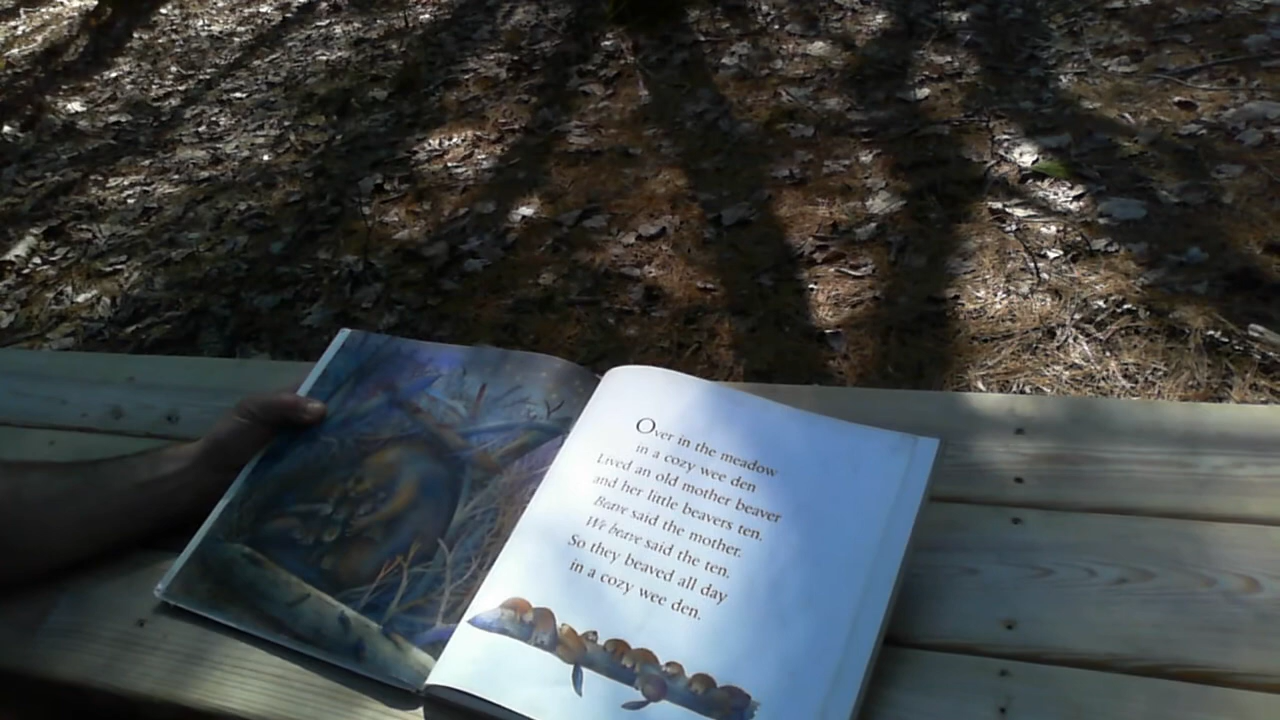 Over in the meadow
in a cozy wee den
Lived an old mother beaver
and her little beavers ten.
Beave said the mother.
We beave said the ten.
So they beaved all day
in a cozy wee den.